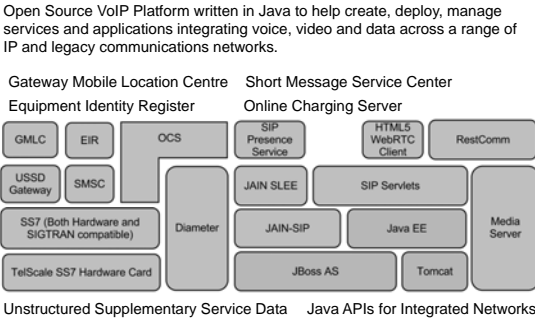 Open Source VoIP Platform written in Java to help create, deploy, manage
services and applications integrating voice, video and data across a range of
IP and legacy communications networks.
Gateway Mobile Location Centre Short Message Service Center
Equipment Identity Register Online Charging Server
GMLC
EIR
OCS
SIP
Presence
Service
HTML5
WebRTC
Client
RestComm
USSD
Gateway
SMSC
JAIN SLEE
SIP Servlets
SS7 (Both Hardware and
SIGTRAN compatible)
Diameter
JAIN-SIP
Java EE
Media
Server
TelScale SS7 Hardware Card
JBoss AS
Tomcat
Unstructured Supplementary Service Data Java APIs for Integrated Networks